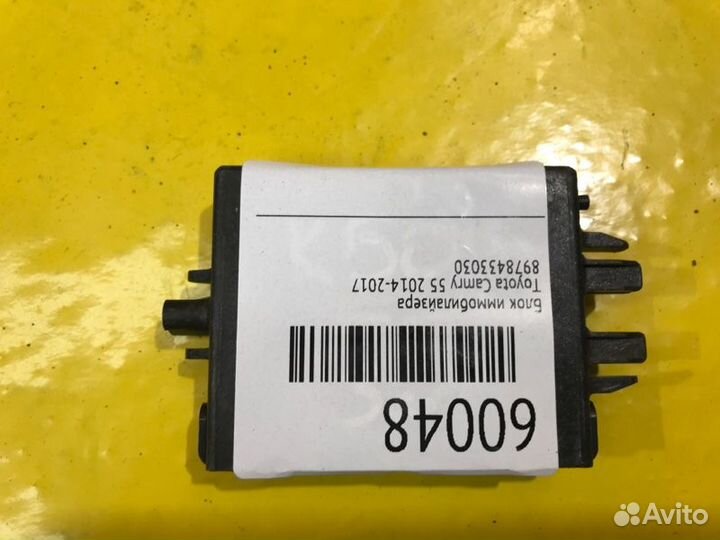 60048
Блок иммобилайзера
Toyota Camry 55 2014-2017
8978433030
Avito